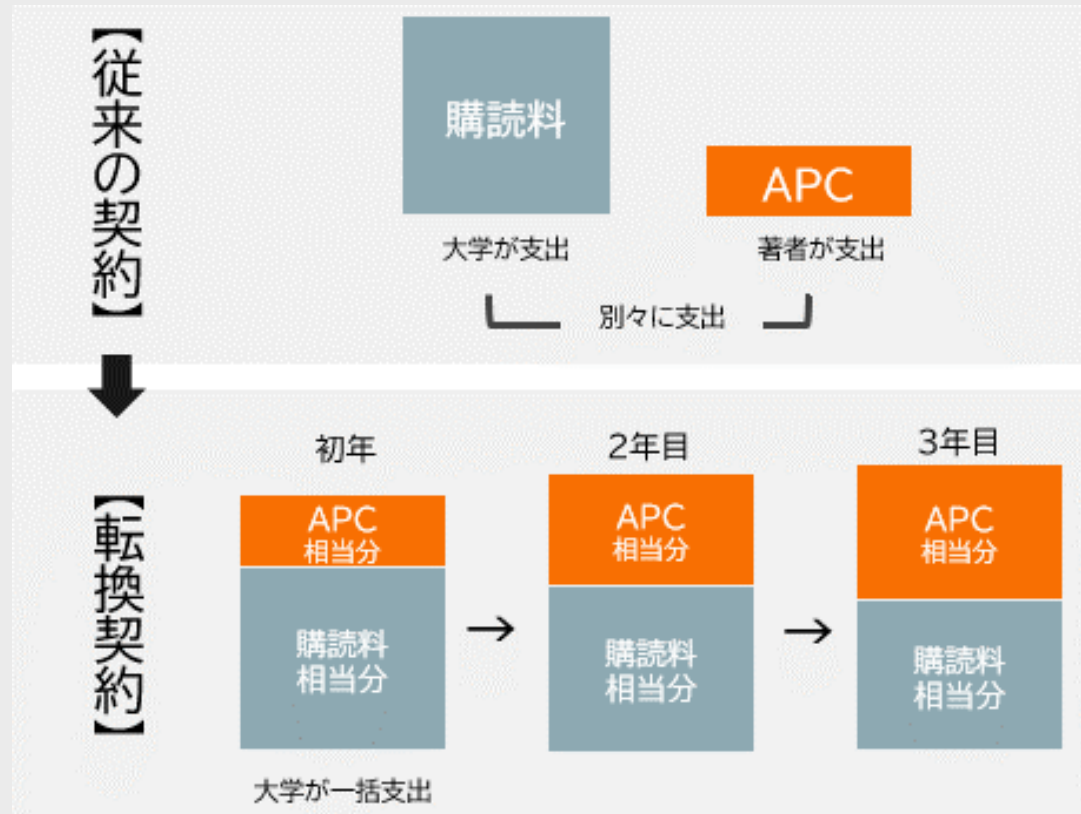 【従来の契約】
購読料
APC
大学が支出
著者が支出
別々に支出
【転換契約】
初年
2年目
3年目
APC
相当分
購読料
相当分
APC
相当分
購読料
相当分
APC
相当分
購読料
相当分
大学が一括支出